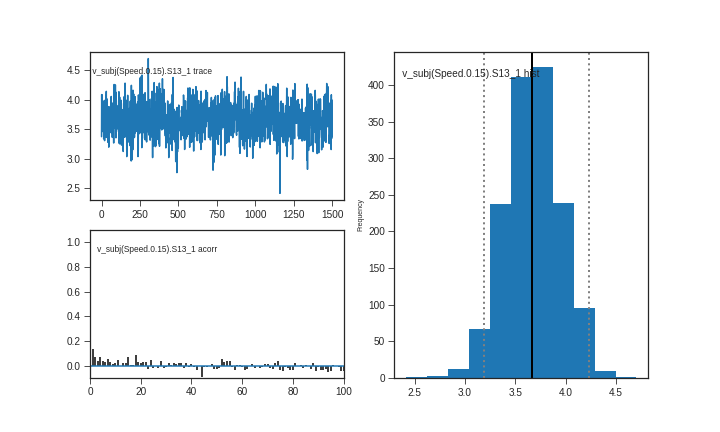 v_subj(Speed.0.15).S13_1 trace
4.5
4.0
3.5
3.0
2.5
0 250 500 750 1000 1250 1500
v_subj(Speed.0.15).S13_1 acorr
1.0
0.8
0.6
0.4
0.2
0.0
0 20 40 60 80 100
v_subj(Speed.0.15).S13_1 hist
Frequency
400
350
300
250
200
150
100
50
0
2.5 3.0 3.5 4.0 4.5